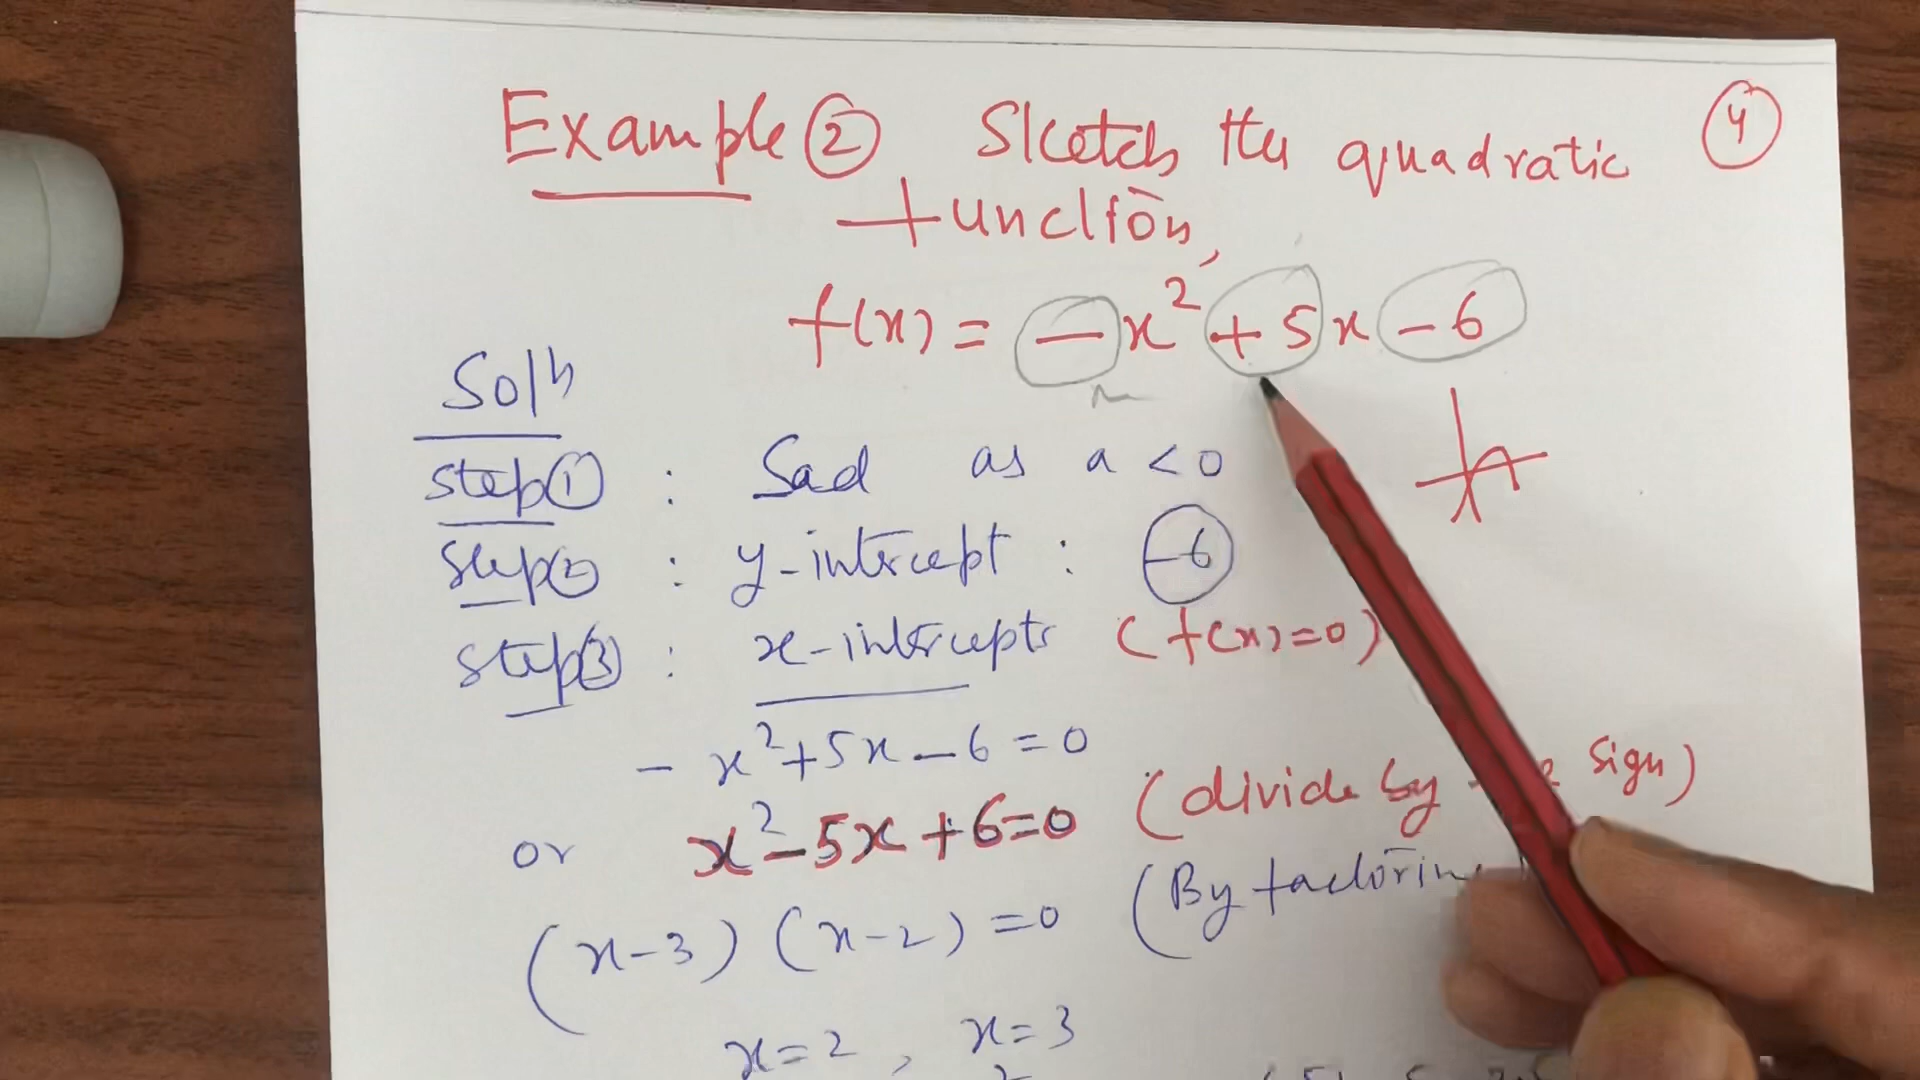 Example ② Sketch the quadratic ④
function,
f(x) = -x² + 5x - 6
Soln
step① : Sad as a < 0
step② : y-intercept : -6
step③ : x-intercepts (f(x)=0)
-x²+5x-6=0
or x²-5x+6=0 (divide by sign)
(x-3)(x-2)=0 (By factoring
x=2, x=3